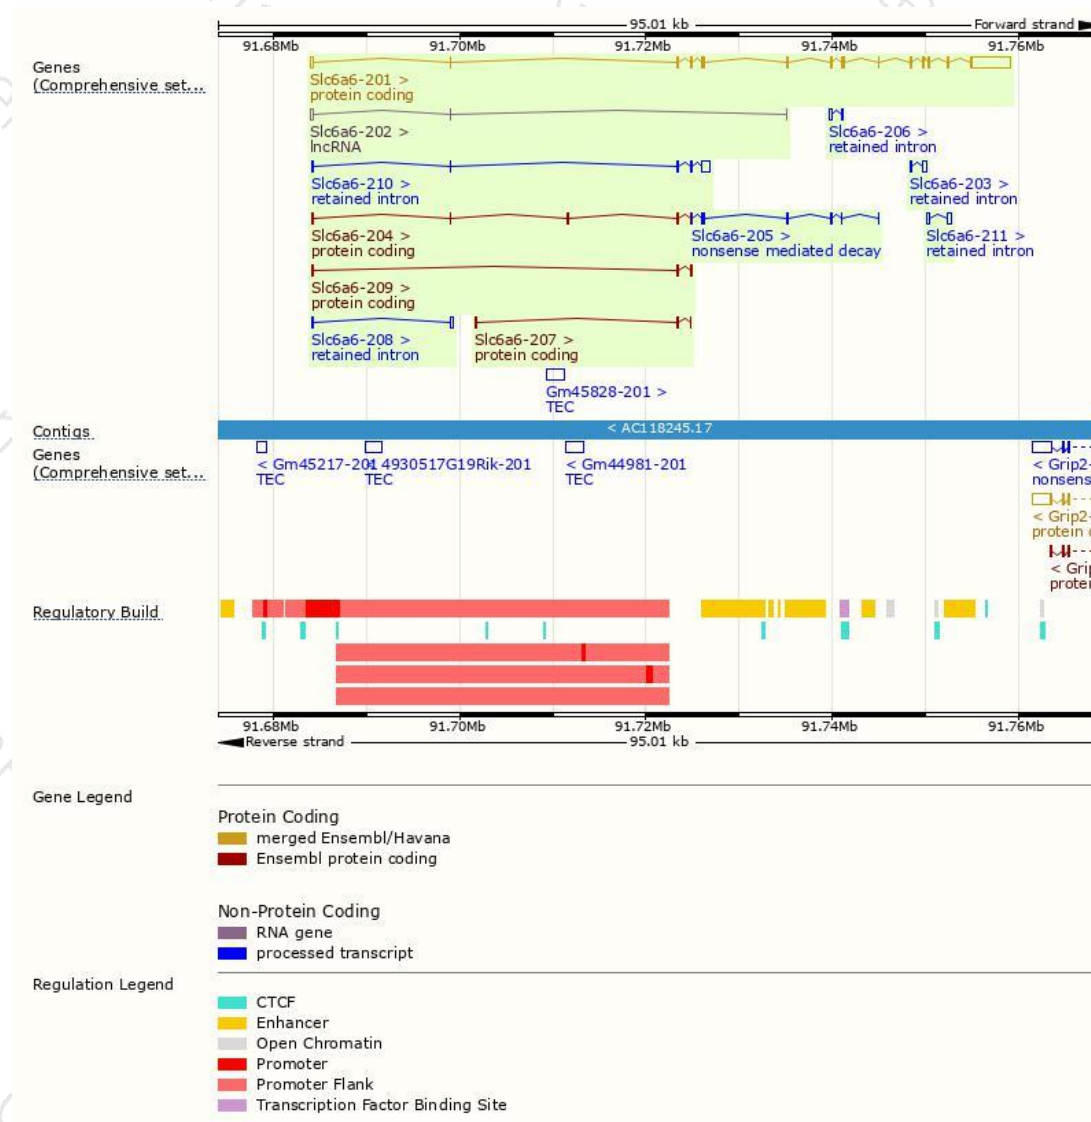 95.01 kb Forward strand
91.68Mb 91.70Mb 91.72Mb 91.74Mb 91.76Mb
Genes
(Comprehensive set...
Slc6a6-201 >
protein coding
Slc6a6-202 >
lncRNA
Slc6a6-206 >
retained intron
Slc6a6-210 >
retained intron
Slc6a6-203 >
retained intron
Slc6a6-204 >
protein coding
Slc6a6-205 >
nonsense mediated decay
Slc6a6-211 >
retained intron
Slc6a6-209 >
protein coding
Slc6a6-208 >
retained intron
Slc6a6-207 >
protein coding
Gm45828-201 >
TEC
Contigs
< AC118245.17
Genes
(Comprehensive set...
< Gm45217-201
TEC
< 4930517G19Rik-201
TEC
< Gm44981-201
TEC
< Grip2-
nonsens
< Grip2-
protein c
< Grip
protei
Regulatory Build
91.68Mb 91.70Mb 91.72Mb 91.74Mb 91.76Mb
Reverse strand 95.01 kb
Gene Legend
Protein Coding
merged Ensembl/Havana
Ensembl protein coding
Non-Protein Coding
RNA gene
processed transcript
Regulation Legend
CTCF
Enhancer
Open Chromatin
Promoter
Promoter Flank
Transcription Factor Binding Site